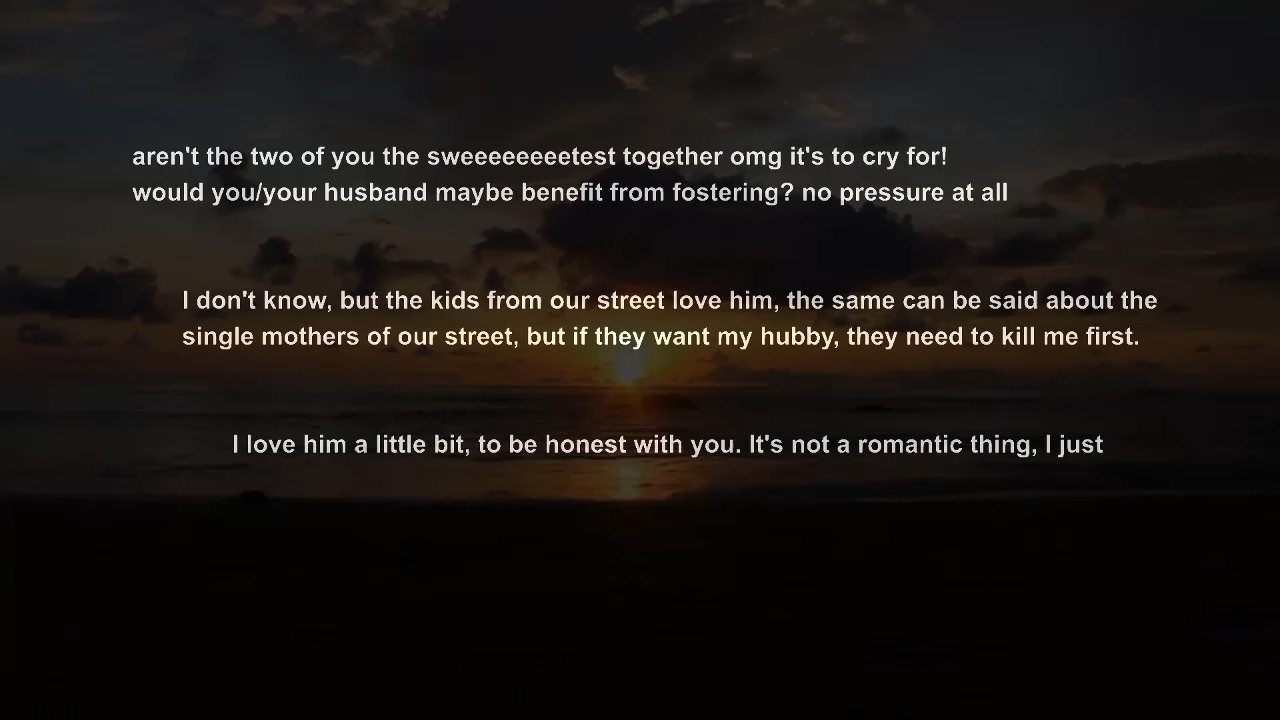 aren't the two of you the sweeeeeeeetest together omg it's to cry for!
would you/your husband maybe benefit from fostering? no pressure at all
I don't know, but the kids from our street love him, the same can be said about the
single mothers of our street, but if they want my hubby, they need to kill me first.
I love him a little bit, to be honest with you. It's not a romantic thing, I just